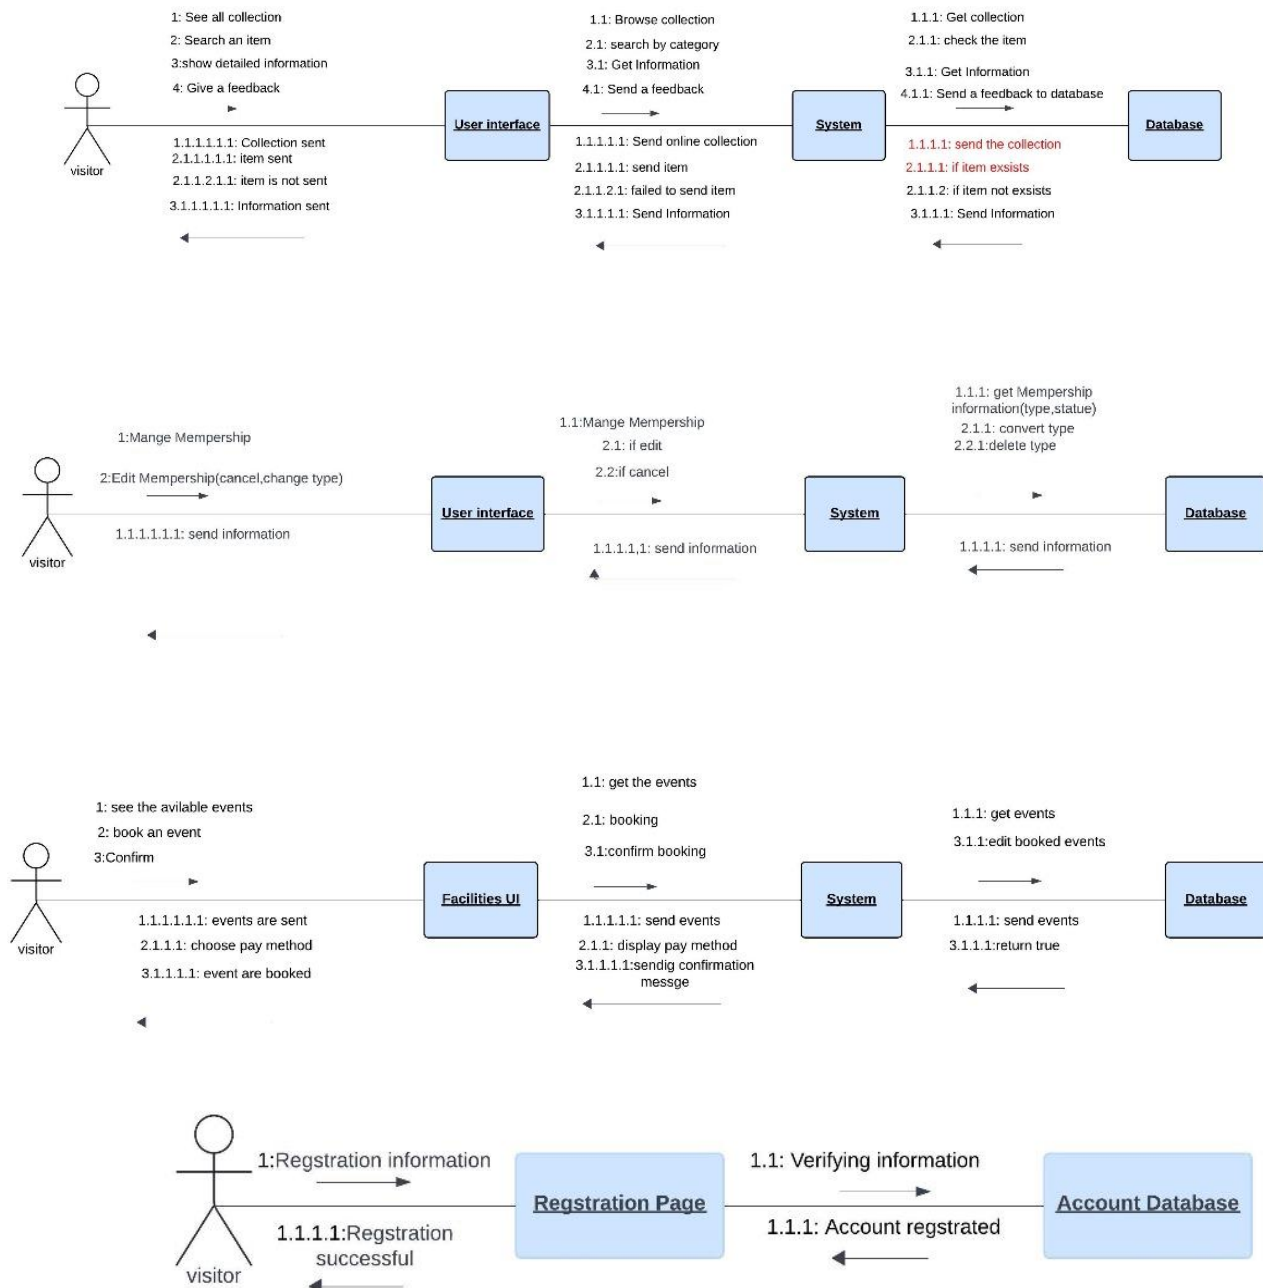 1: See all collection
2: Search an item
3:show detailed information
4: Give a feedback
1.1: Browse collection
2.1: search by category
3.1: Get Information
4.1: Send a feedback
1.1.1: Get collection
2.1.1: check the item
3.1.1: Get Information
4.1.1: Send a feedback to database
User interface
System
Database
visitor
1.1.1.1.1.1: Collection sent
2.1.1.1.1.1: item sent
2.1.1.2.1.1: item is not sent
3.1.1.1.1.1: Information sent
1.1.1.1.1: Send online collection
2.1.1.1.1: send item
2.1.1.2.1: failed to send item
3.1.1.1.1: Send Information
1.1.1.1: send the collection
2.1.1.1: if item exsists
2.1.1.2: if item not exsists
3.1.1.1: Send Information
1:Mange Mempership
2:Edit Mempership(cancel,change type)
1.1:Mange Mempership
2.1: if edit
2.2:if cancel
1.1.1: get Mempership
information(type,statue)
2.1.1: convert type
2.2.1:delete type
User interface
System
Database
visitor
1.1.1.1.1.1: send information
1.1.1.1,1: send information
1.1.1.1: send information
1: see the avilable events
2: book an event
3:Confirm
1.1: get the events
2.1: booking
3.1:confirm booking
1.1.1: get events
3.1.1:edit booked events
Facilities UI
System
Database
visitor
1.1.1.1.1.1: events are sent
2.1.1.1: choose pay method
3.1.1.1.1: event are booked
1.1.1.1.1: send events
2.1.1: display pay method
3.1.1.1.1:sendig confirmation
messge
1.1.1.1: send events
3.1.1.1:return true
1:Regstration information
1.1: Verifying information
Regstration Page
Account Database
1.1.1.1:Regstration
successful
1.1.1: Account regstrated
visitor